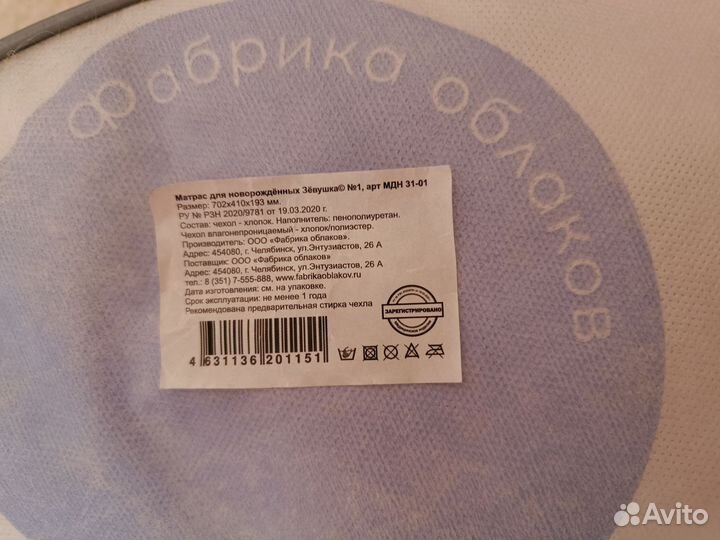 Фабрика облаков
Матрас для новорождённых Зёвушка© №1, арт МДН 31-01
Размер: 702х410х193 мм.
РУ № РЗН 2020/9781 от 19.03.2020 г.
Состав: чехол - хлопок. Наполнитель: пенополиуретан.
Чехол влагонепроницаемый - хлопок/полиэстер.
Производитель: ООО «Фабрика облаков».
Адрес: 454080, г. Челябинск, ул.Энтузиастов, 26 А
Поставщик: ООО «Фабрика облаков»
Адрес: 454080, г. Челябинск, ул.Энтузиастов, 26 А
тел.: 8 (351) 7-555-888, www.fabrikaoblakov.ru
Дата изготовления: см. на упаковке.
Срок эксплуатации: не менее 1 года
Рекомендована предварительная стирка чехла
ЗАРЕГИСТРИРОВАНО
4 631136 201151
Avito